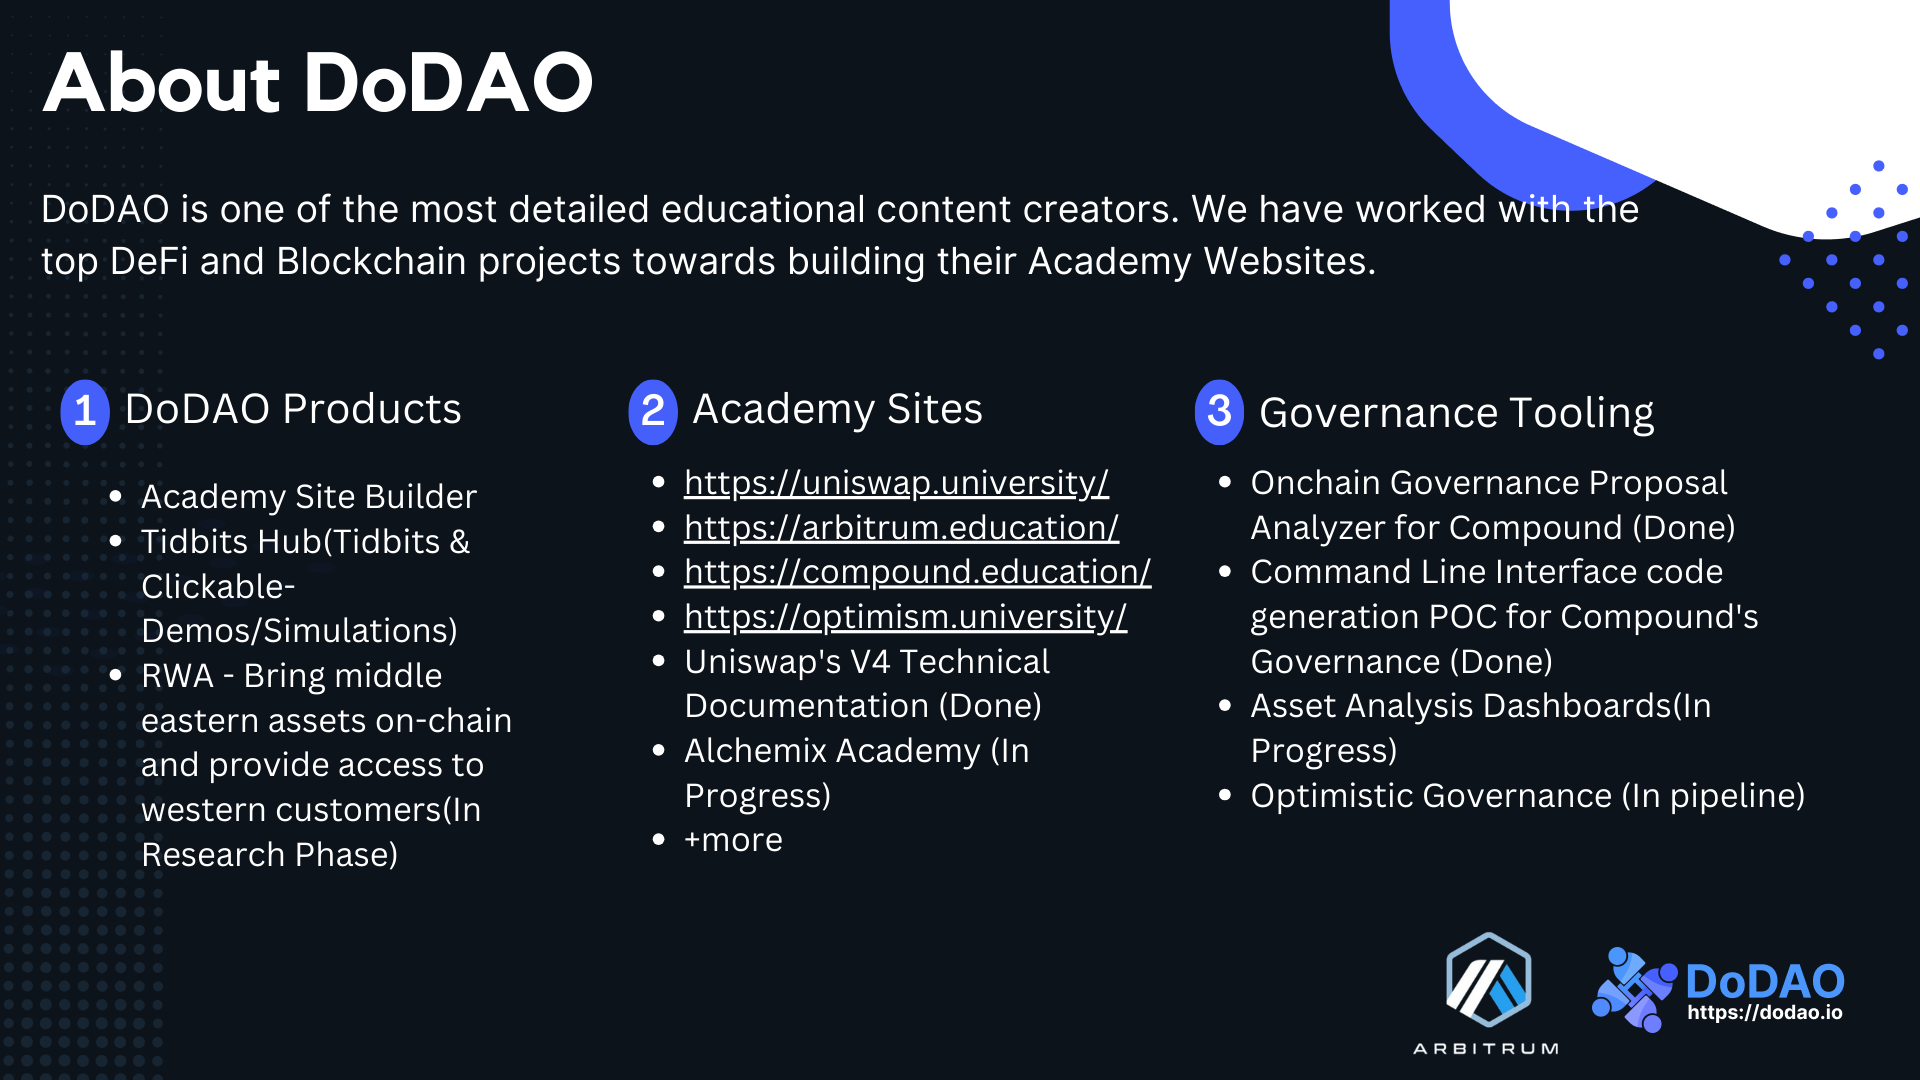 About DoDAO
DoDAO is one of the most detailed educational content creators. We have worked with the
top DeFi and Blockchain projects towards building their Academy Websites.
1 DoDAO Products
• Academy Site Builder
• Tidbits Hub(Tidbits &
Clickable-
Demos/Simulations)
• RWA - Bring middle
eastern assets on-chain
and provide access to
western customers(In
Research Phase)
2 Academy Sites
• https://uniswap.university/
• https://arbitrum.education/
• https://compound.education/
• https://optimism.university/
• Uniswap's V4 Technical
Documentation (Done)
• Alchemix Academy (In
Progress)
• +more
3 Governance Tooling
• Onchain Governance Proposal
Analyzer for Compound (Done)
• Command Line Interface code
generation POC for Compound's
Governance (Done)
• Asset Analysis Dashboards(In
Progress)
• Optimistic Governance (In pipeline)
ARBITRUM
DoDAO
https://dodao.io